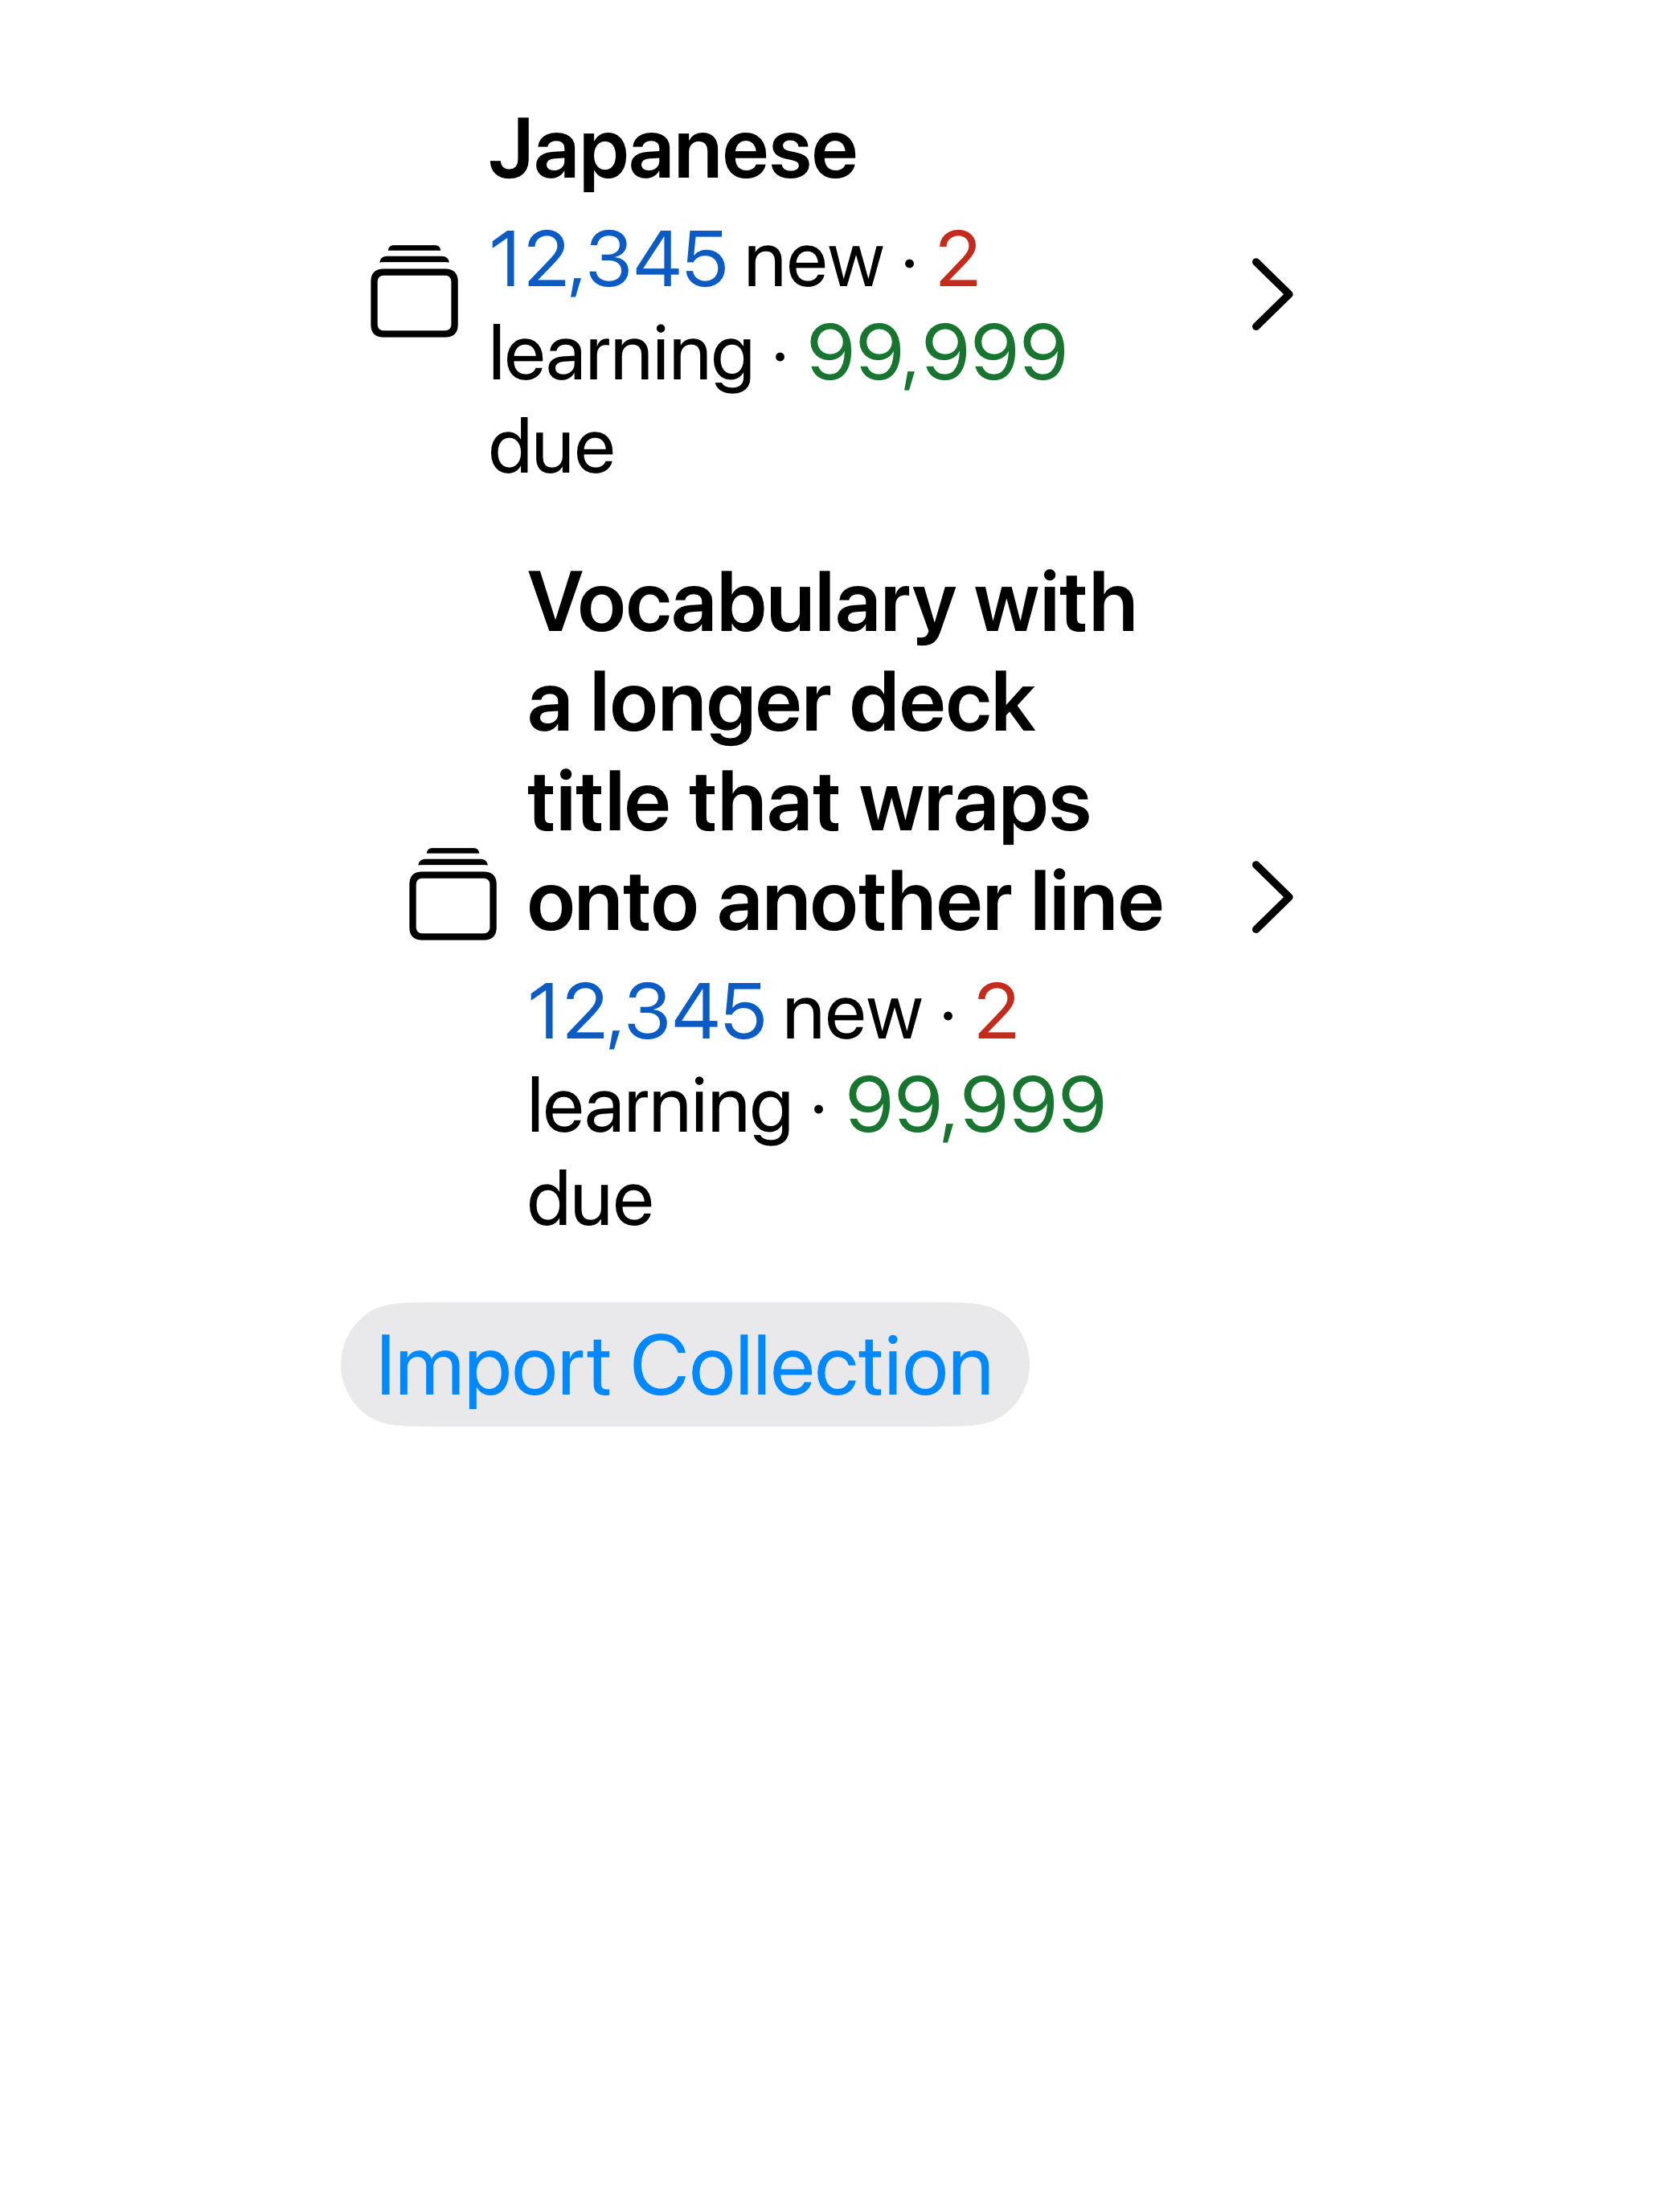 Japanese
12,345 new · 2
learning · 99,999
due
Vocabulary with
a longer deck
title that wraps
onto another line
12,345 new · 2
learning · 99,999
due
Import Collection